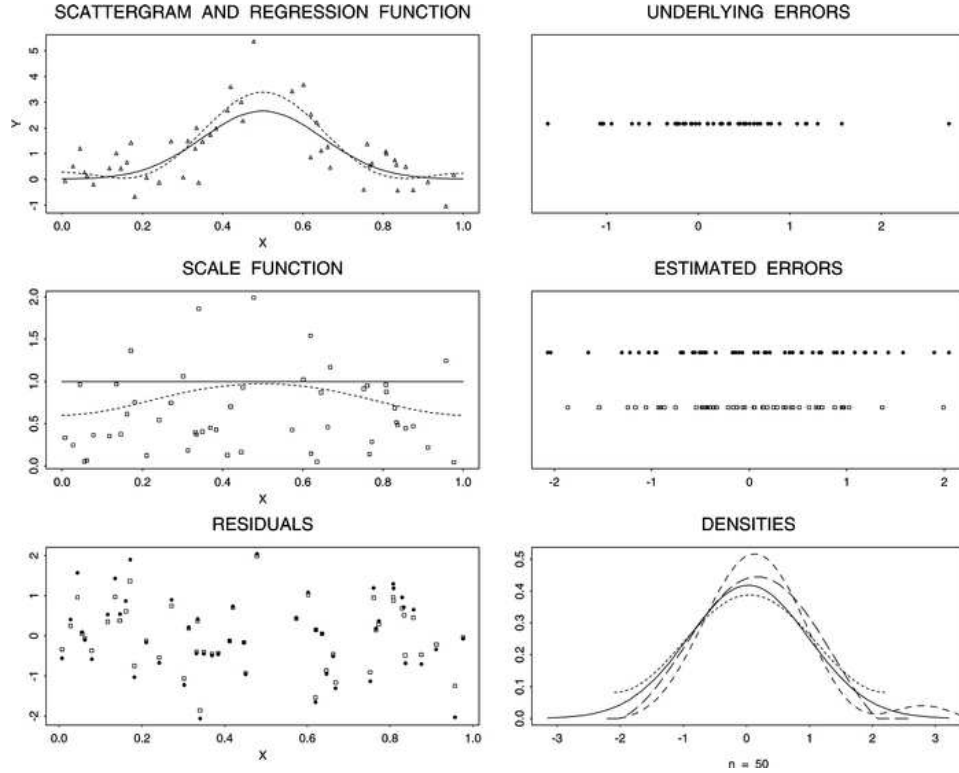 SCATTERGRAM AND REGRESSION FUNCTION
Y
5
4
3
2
1
0
-1
0.0 0.2 0.4 0.6 0.8 1.0
X
UNDERLYING ERRORS
-1 0 1 2
SCALE FUNCTION
2.0
1.5
1.0
0.5
0.0
0.0 0.2 0.4 0.6 0.8 1.0
X
ESTIMATED ERRORS
-2 -1 0 1 2
RESIDUALS
2
1
0
-1
-2
0.0 0.2 0.4 0.6 0.8 1.0
X
DENSITIES
0.5
0.4
0.3
0.2
0.1
0.0
-3 -2 -1 0 1 2 3
n = 50